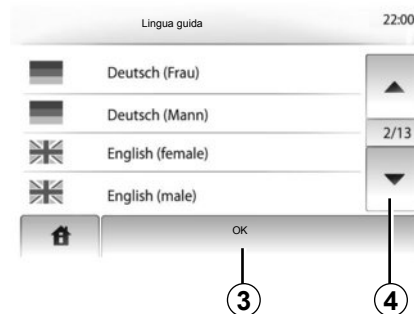 Lingua guida 22:00
Deutsch (Frau)
Deutsch (Mann)
2/13
English (female)
English (male)
OK
3 4